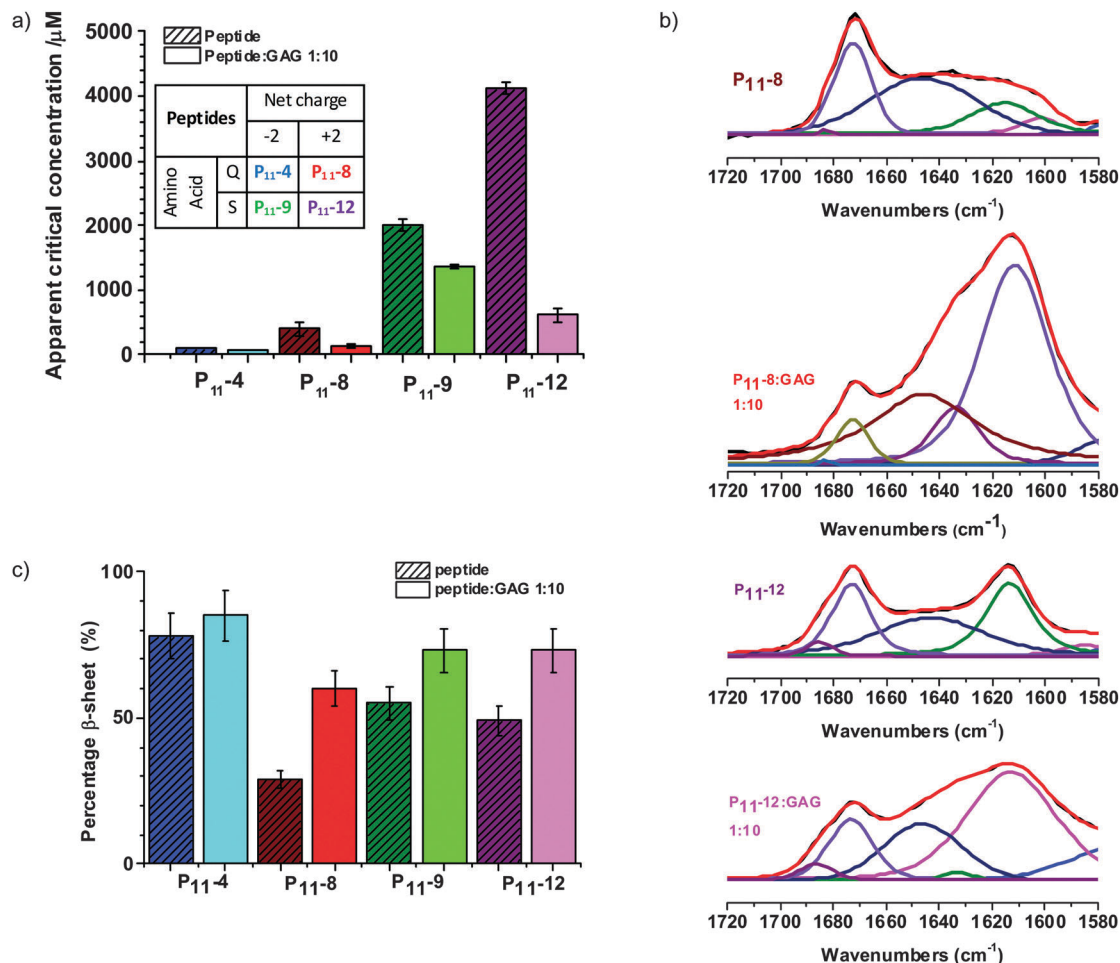 a)
Apparent critical concentration /μM
5000
4000
3000
2000
1000
0
Peptide
Peptide:GAG 1:10
Peptides
Net charge
-2 +2
Amino Acid
Q P₁₁-4 P₁₁-8
S P₁₁-9 P₁₁-12
P₁₁-4 P₁₁-8 P₁₁-9 P₁₁-12
b)
P₁₁-8
1720 1700 1680 1660 1640 1620 1600 1580
Wavenumbers (cm⁻¹)
P₁₁-8:GAG
1:10
1720 1700 1680 1660 1640 1620 1600 1580
Wavenumbers (cm⁻¹)
P₁₁-12
1720 1700 1680 1660 1640 1620 1600 1580
Wavenumbers (cm⁻¹)
P₁₁-12:GAG
1:10
1720 1700 1680 1660 1640 1620 1600 1580
Wavenumbers (cm⁻¹)
c)
Percentage β-sheet (%)
100
50
0
peptide
peptide:GAG 1:10
P₁₁-4 P₁₁-8 P₁₁-9 P₁₁-12